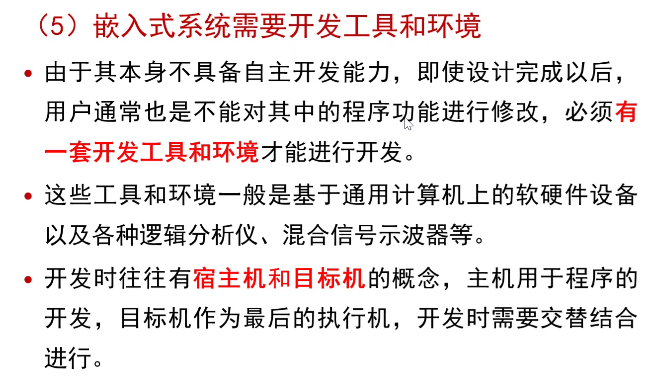 （5）嵌入式系统需要开发工具和环境
• 由于其本身不具备自主开发能力，即使设计完成以后，
用户通常也是不能对其中的程序功能进行修改，必须有
一套开发工具和环境才能进行开发。
• 这些工具和环境一般是基于通用计算机上的软硬件设备
以及各种逻辑分析仪、混合信号示波器等。
• 开发时往往有宿主机和目标机的概念，主机用于程序的
开发，目标机作为最后的执行机，开发时需要交替结合
进行。